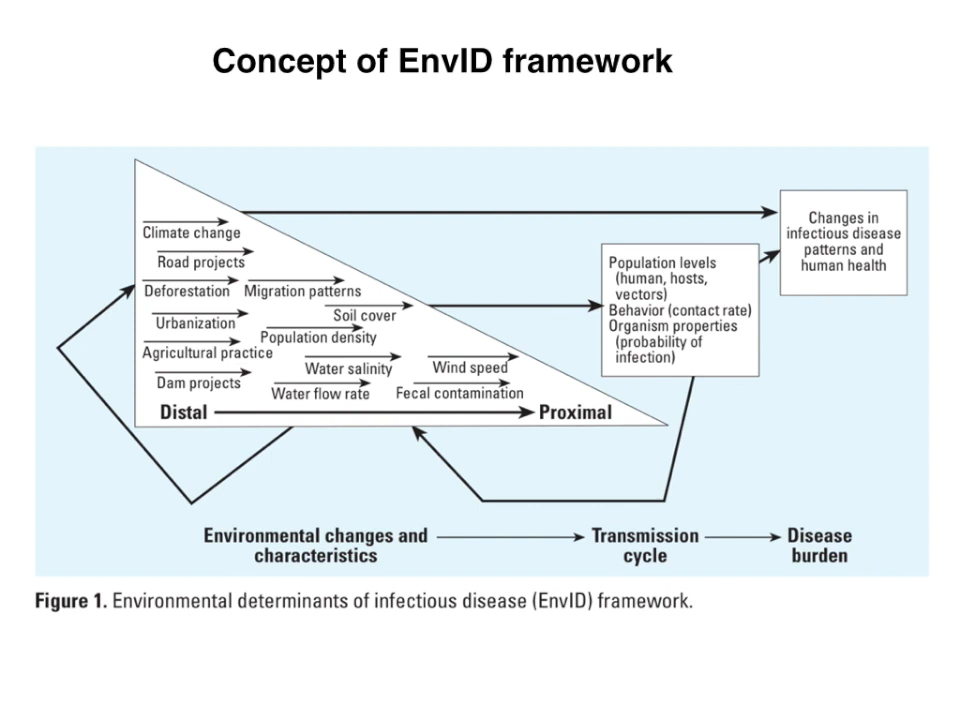 Concept of EnvID framework
Climate change
Road projects
Deforestation
Migration patterns
Soil cover
Urbanization
Population density
Agricultural practice
Water salinity
Wind speed
Dam projects
Water flow rate
Fecal contamination
Distal
Proximal
Population levels
(human, hosts,
vectors)
Behavior (contact rate)
Organism properties
(probability of
infection)
Changes in
infectious disease
patterns and
human health
Environmental changes and
characteristics
Transmission
cycle
Disease
burden
Figure 1. Environmental determinants of infectious disease (EnvID) framework.